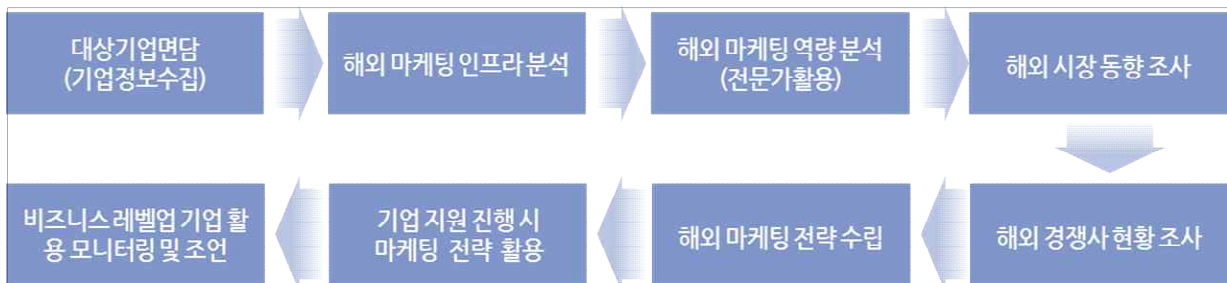 대상기업면담
(기업정보수집)
해외 마케팅 인프라 분석
해외 마케팅 역량 분석
(전문가활용)
해외 시장 동향 조사
해외 경쟁사 현황 조사
해외 마케팅 전략 수립
기업 지원 진행 시
마케팅 전략 활용
비즈니스 레벨업 기업 활
용 모니터링 및 조언